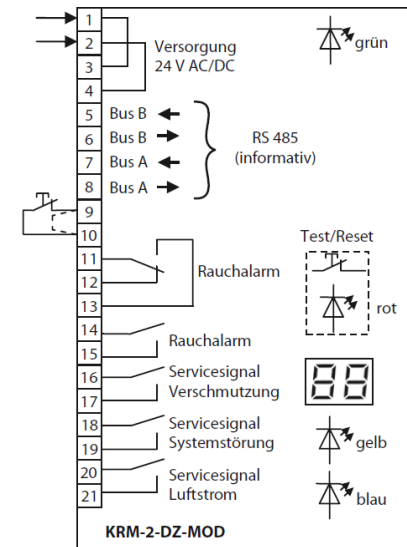 1
2
3
4
Versorgung
24 V AC/DC
grün
5 Bus B
6 Bus B
7 Bus A
8 Bus A
RS 485
(informativ)
9
10
11
12
13
Rauchalarm
Test/Reset
rot
14
15
Rauchalarm
16
17
Servicesignal
Verschmutzung
88
18
19
Servicesignal
Systemstörung
gelb
20
21
Servicesignal
Luftstrom
blau
KRM-2-DZ-MOD